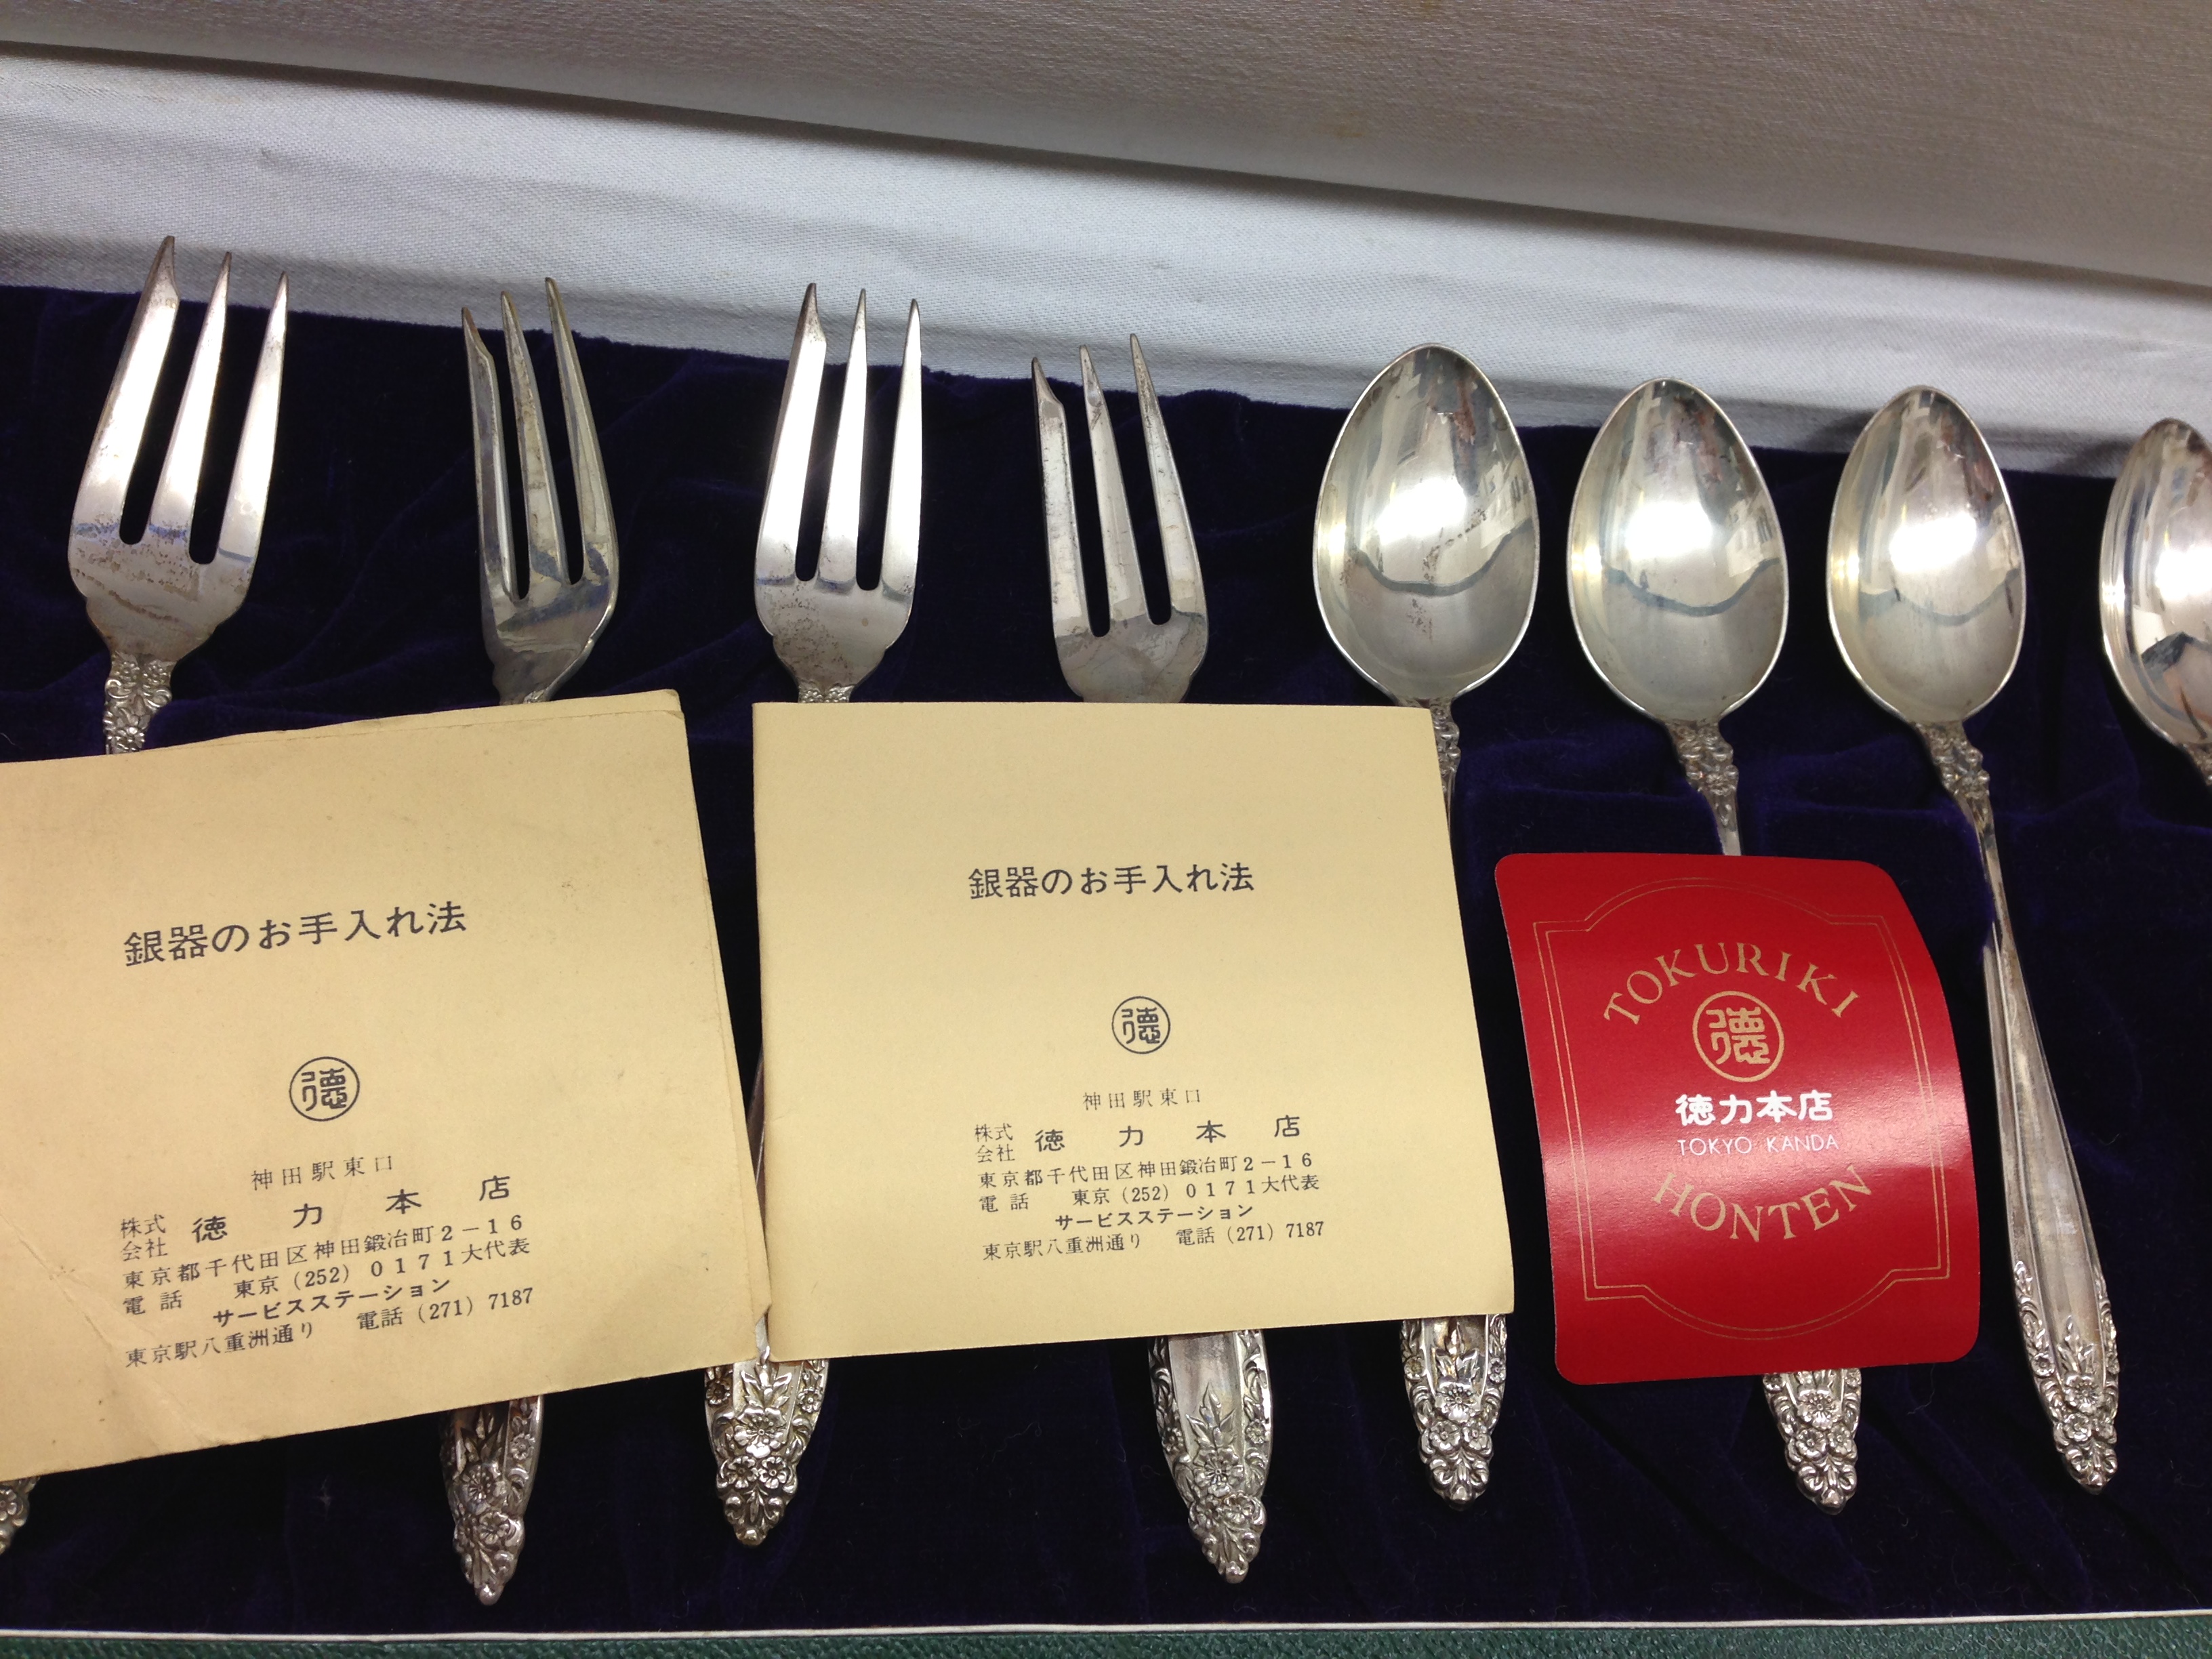 銀器のお手入れ法
徳
神田駅東口
株式会社 徳力本店
東京都千代田区神田鍛冶町2-16
電話 東京(252)0171大代表
サービスステーション
東京駅八重洲通り 電話(271)7187
銀器のお手入れ法
徳
神田駅東口
株式会社 徳力本店
東京都千代田区神田鍛冶町2-16
電話 東京(252)0171大代表
サービスステーション
東京駅八重洲通り 電話(271)7187
TOKURIKI
徳
徳力本店
TOKYO KANDA
HONTEN